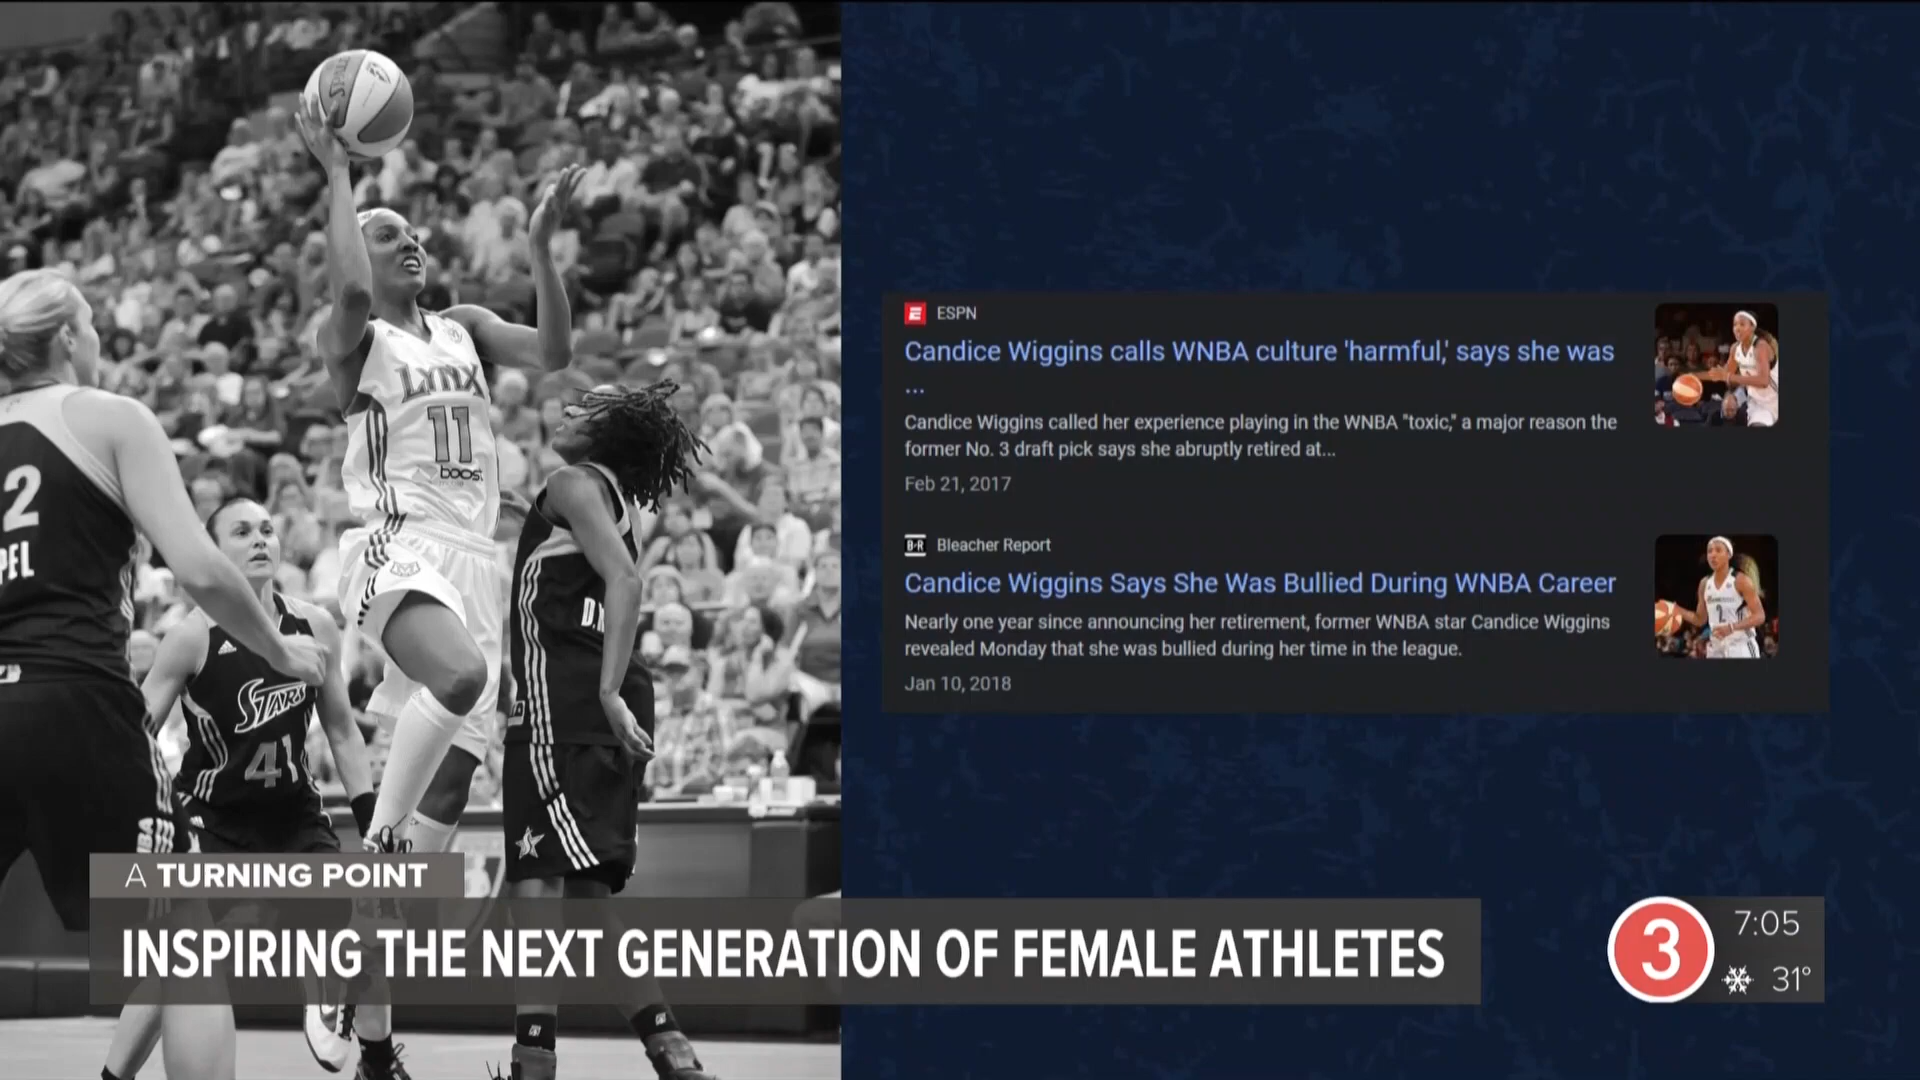 SPALDING
LYNX
11
boost
2
PEL
STARS
41
D.
ESPN
Candice Wiggins calls WNBA culture 'harmful,' says she was
...
Candice Wiggins called her experience playing in the WNBA "toxic," a major reason the
former No. 3 draft pick says she abruptly retired at...
Feb 21, 2017
B·R Bleacher Report
Candice Wiggins Says She Was Bullied During WNBA Career
Nearly one year since announcing her retirement, former WNBA star Candice Wiggins
revealed Monday that she was bullied during her time in the league.
Jan 10, 2018
2
A TURNING POINT
INSPIRING THE NEXT GENERATION OF FEMALE ATHLETES
3
7:05
31°